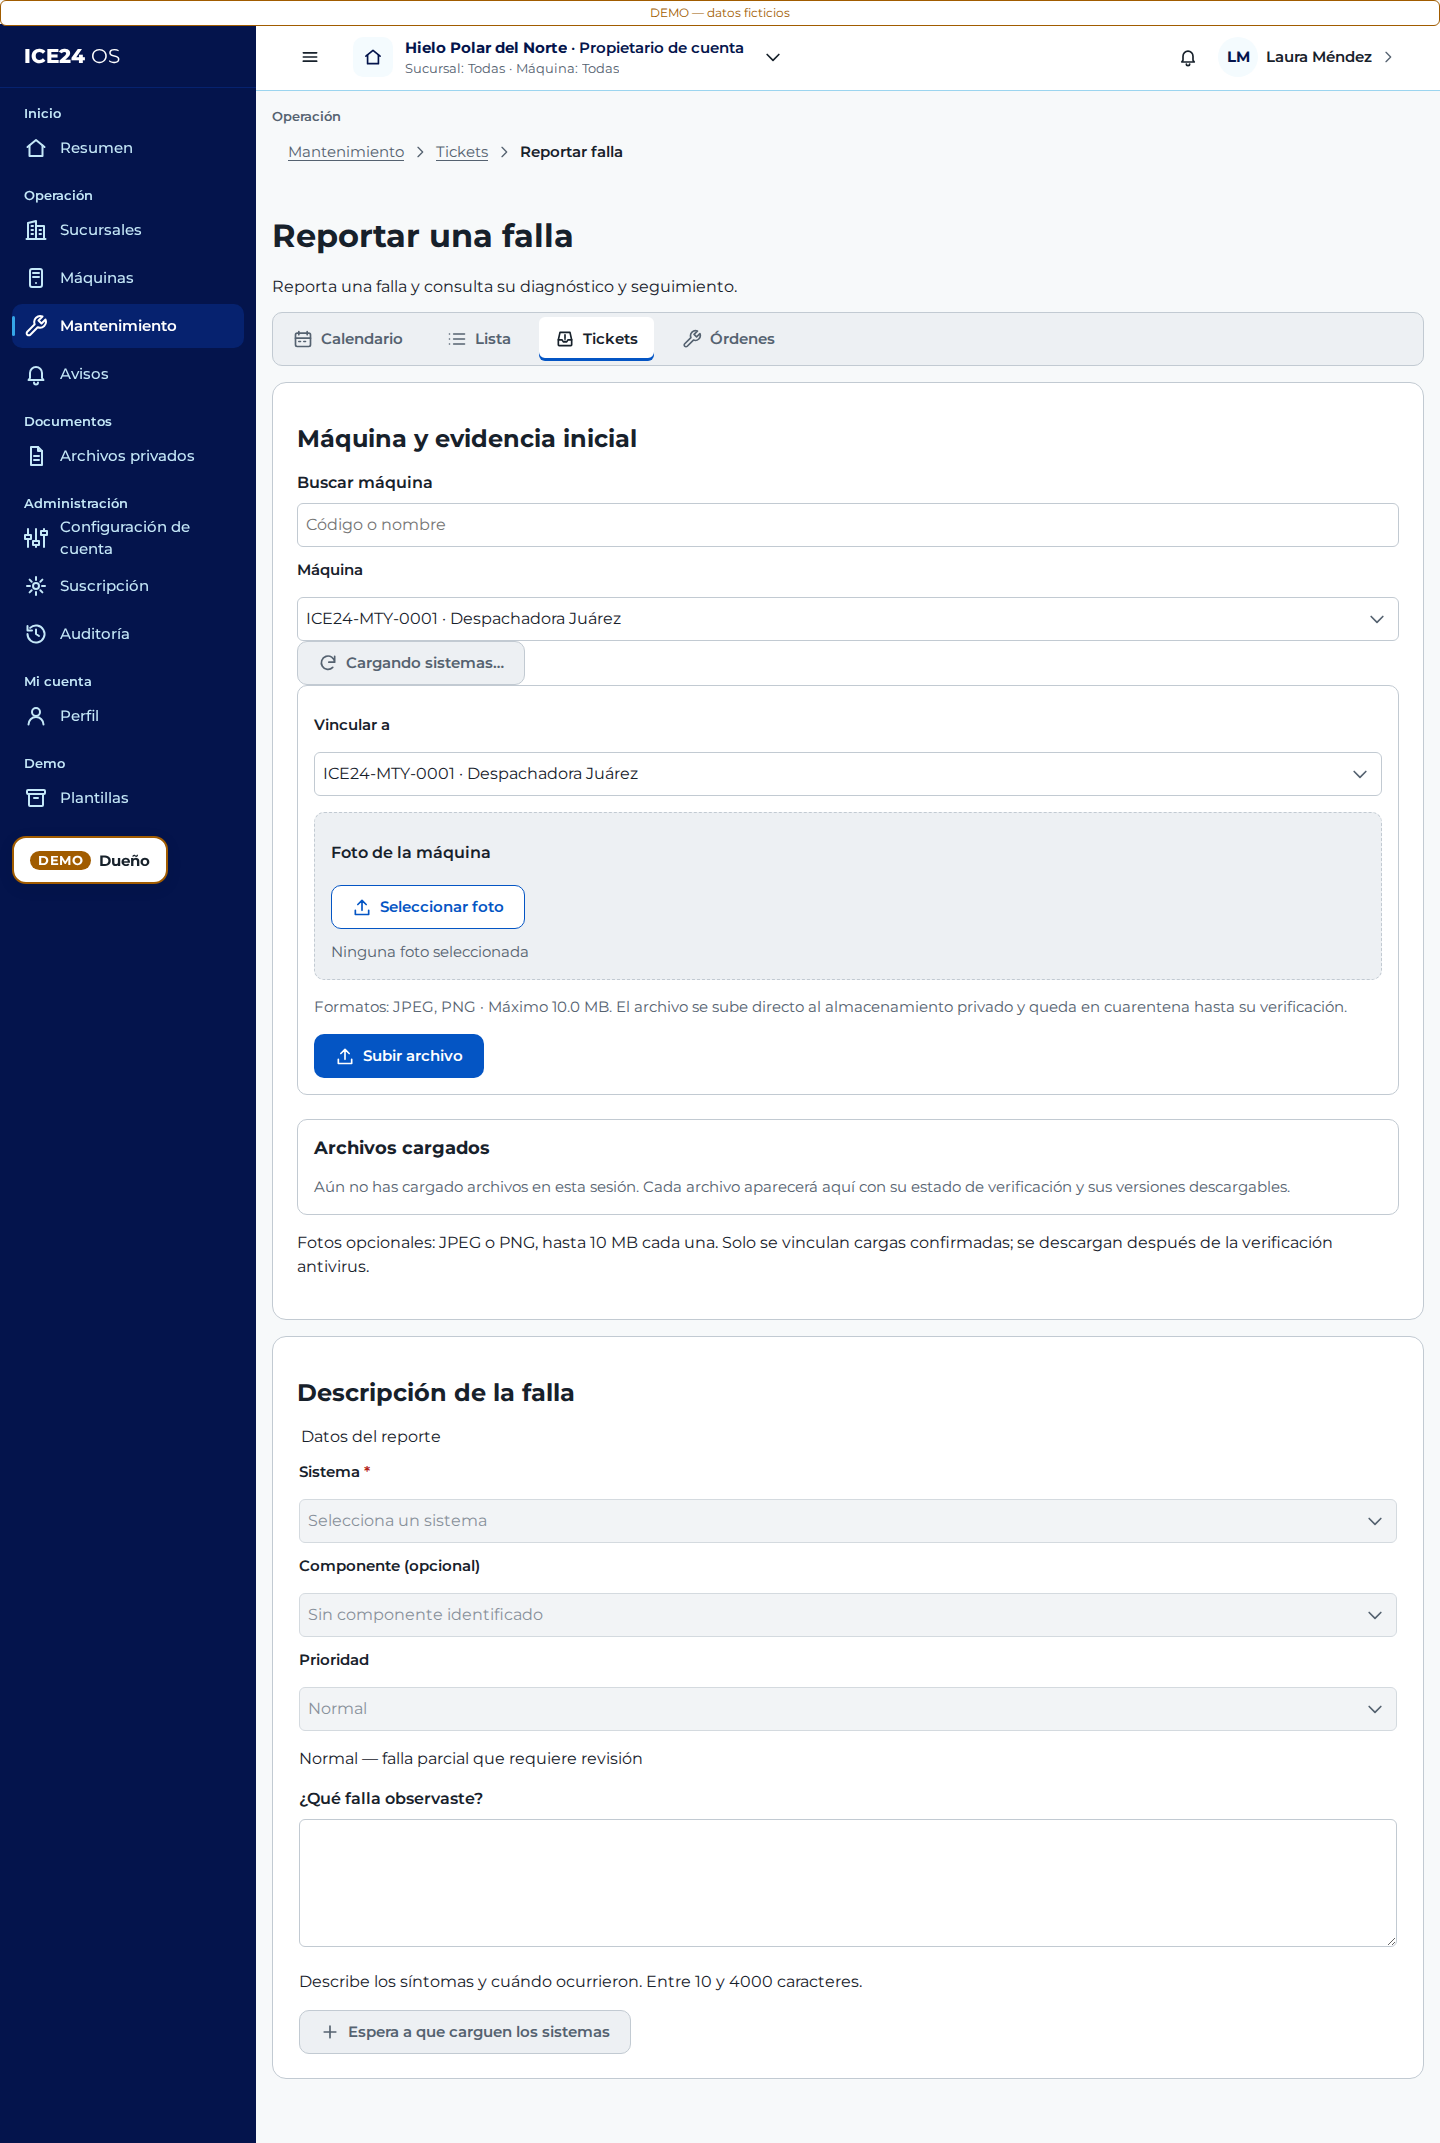 DEMO — datos ficticios
ICE24 OS
Inicio
Resumen
Operación
Sucursales
Máquinas
Mantenimiento
Avisos
Documentos
Archivos privados
Administración
Configuración de
cuenta
Suscripción
Auditoría
Mi cuenta
Perfil
Demo
Plantillas
DEMO Dueño
Hielo Polar del Norte · Propietario de cuenta
Sucursal: Todas · Máquina: Todas
LM Laura Méndez
Operación
Mantenimiento > Tickets > Reportar falla
Reportar una falla
Reporta una falla y consulta su diagnóstico y seguimiento.
Calendario Lista Tickets Órdenes
Máquina y evidencia inicial
Buscar máquina
Código o nombre
Máquina
ICE24-MTY-0001 · Despachadora Juárez
Cargando sistemas...
Vincular a
ICE24-MTY-0001 · Despachadora Juárez
Foto de la máquina
Seleccionar foto
Ninguna foto seleccionada
Formatos: JPEG, PNG · Máximo 10.0 MB. El archivo se sube directo al almacenamiento privado y queda en cuarentena hasta su verificación.
Subir archivo
Archivos cargados
Aún no has cargado archivos en esta sesión. Cada archivo aparecerá aquí con su estado de verificación y sus versiones descargables.
Fotos opcionales: JPEG o PNG, hasta 10 MB cada una. Solo se vinculan cargas confirmadas; se descargan después de la verificación
antivirus.
Descripción de la falla
Datos del reporte
Sistema *
Selecciona un sistema
Componente (opcional)
Sin componente identificado
Prioridad
Normal
Normal — falla parcial que requiere revisión
¿Qué falla observaste?
Describe los síntomas y cuándo ocurrieron. Entre 10 y 4000 caracteres.
Espera a que carguen los sistemas